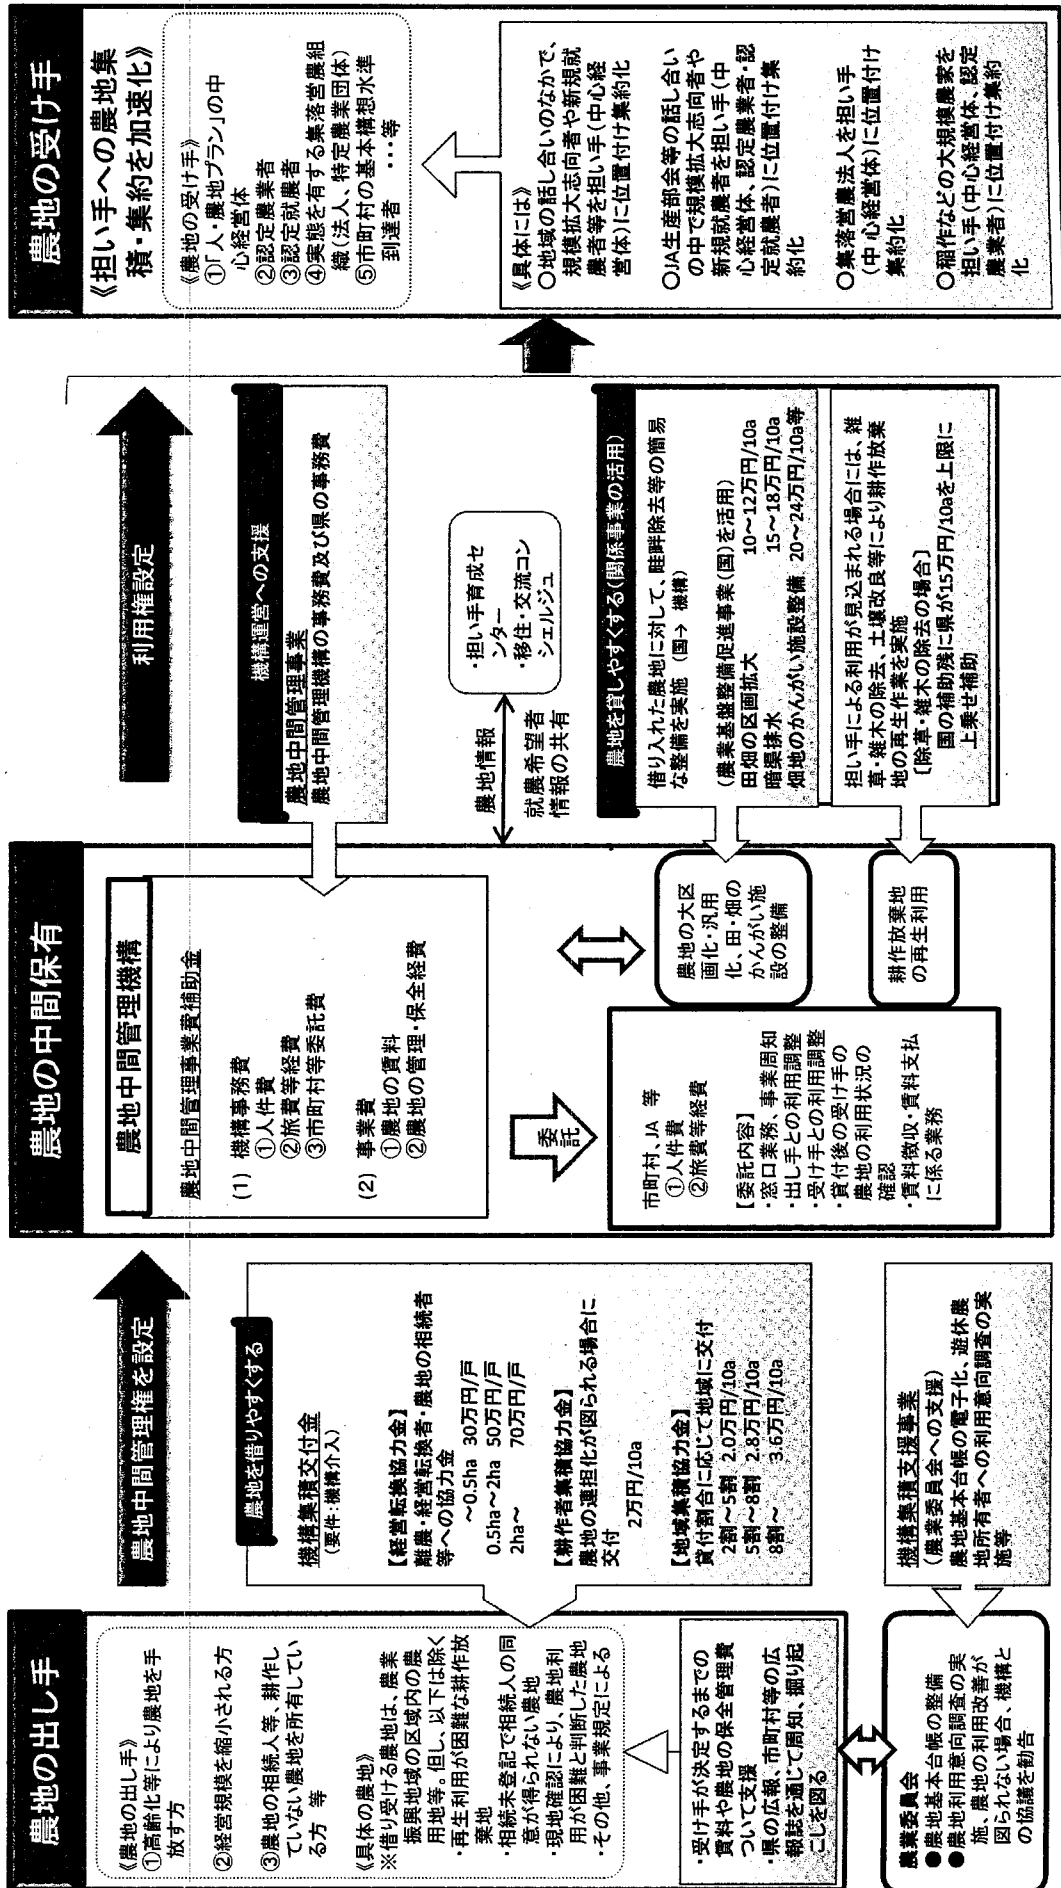 農地の出し手
《農地の出し手》
①高齢化等により農地を手
放す方
②経営規模を縮小される方
③農地の相続人等、耕作し
ていない農地を所有してい
る方　等
《具体の農地》
※借り受ける農地は、農業
振興地域の区域内の農
用地等。但し、以下は除く
・再生利用が困難な耕作放
棄地
・相続未登記で相続人の同
意が得られない農地
・現地確認により、農地利
用が困難と判断した農地
・その他、事業規定による
・受け手が決定するまでの
賃料や農地の保全管理費
ついて支援
・県の広報、市町村等の広
報誌を通じて周知、掘り起
こしを図る
農業委員会
●農地基本台帳の整備
●農地利用意向調査の実
施、農地の利用改善が
図られない場合、機構と
の協議を勧告
農地中間管理権を設定
農地を借りやすくする
機構集積交付金
(要件:機構介入)
【経営転換協力金】
離農・経営転換者・農地の相続者
等への協力金
～0.5ha　30万円/戸
0.5ha～2ha　50万円/戸
2ha～　70万円/戸
【耕作者集積協力金】
農地の連担化が図られる場合に
交付
2万円/10a
【地域集積協力金】
貸付割合に応じて地域に交付
2割～5割　2.0万円/10a
5割～8割　2.8万円/10a
8割～　3.6万円/10a
機構集積支援事業
(農業委員会への支援)
農地基本台帳の電子化、遊休農
地所有者への利用意向調査の実
施等
農地の中間保有
農地中間管理機構
農地中間管理事業費補助金
(1)　機構事務費
①人件費
②旅費等経費
③市町村等委託費
(2)　事業費
①農地の賃料
②農地の管理・保全経費
委託
市町村、JA　等
①人件費
②旅費等経費
【委託内容】
・窓口業務、事業周知
・出し手との利用調整
・受け手との利用調整
・貸付後の受け手の
農地の利用状況の
確認
・賃料徴収・賃料支払
に係る業務
農地の大区
画化・汎用
化、田・畑の
かんがい施
設の整備
耕作放棄地
の再生利用
利用権設定
機構運営への支援
農地中間管理事業
農地中間管理機構の事務費及び県の事務費
農地情報
就農希望者
情報の共有
・担い手育成セ
ンター
・移住・交流コン
シェルジュ
農地を貸しやすくする(関係事業の活用)
借り入れた農地に対して、畦畔除去等の簡易
な整備を実施　(国→　機構)
(農業基盤整備促進事業(国)を活用)
田畑の区画拡大　10～12万円/10a
暗渠排水　15～18万円/10a
畑地のかんがい施設整備　20～24万円/10a等
担い手による利用が見込まれる場合には、雑
草・雑木の除去、土壌改良等により耕作放棄
地の再生作業を実施
[除草・雑木の除去の場合]
国の補助残に県が15万円/10aを上限に
上乗せ補助
農地の受け手
《担い手への農地集
積・集約を加速化》
《農地の受け手》
①「人・農地プラン」の中
心経営体
②認定農業者
③認定就農者
④実態を有する集落営農組
織(法人、特定農業団体)
⑤市町村の基本構想水準
到達者　・・・等
《具体には》
○地域の話し合いのなかで、
規模拡大志向者や新規就
農者等を担い手(中心経
営体)に位置付け集約化
○JA生産部会等の話し合い
の中で規模拡大志向者や
新規就農者を担い手(中
心経営体、認定農業者・認
定就農者)に位置付け集
約化
○集落営農法人を担い手
(中心経営体)に位置付け
集約化
○稲作などの大規模農家を
担い手(中心経営体、認定
農業者)に位置付け集約
化